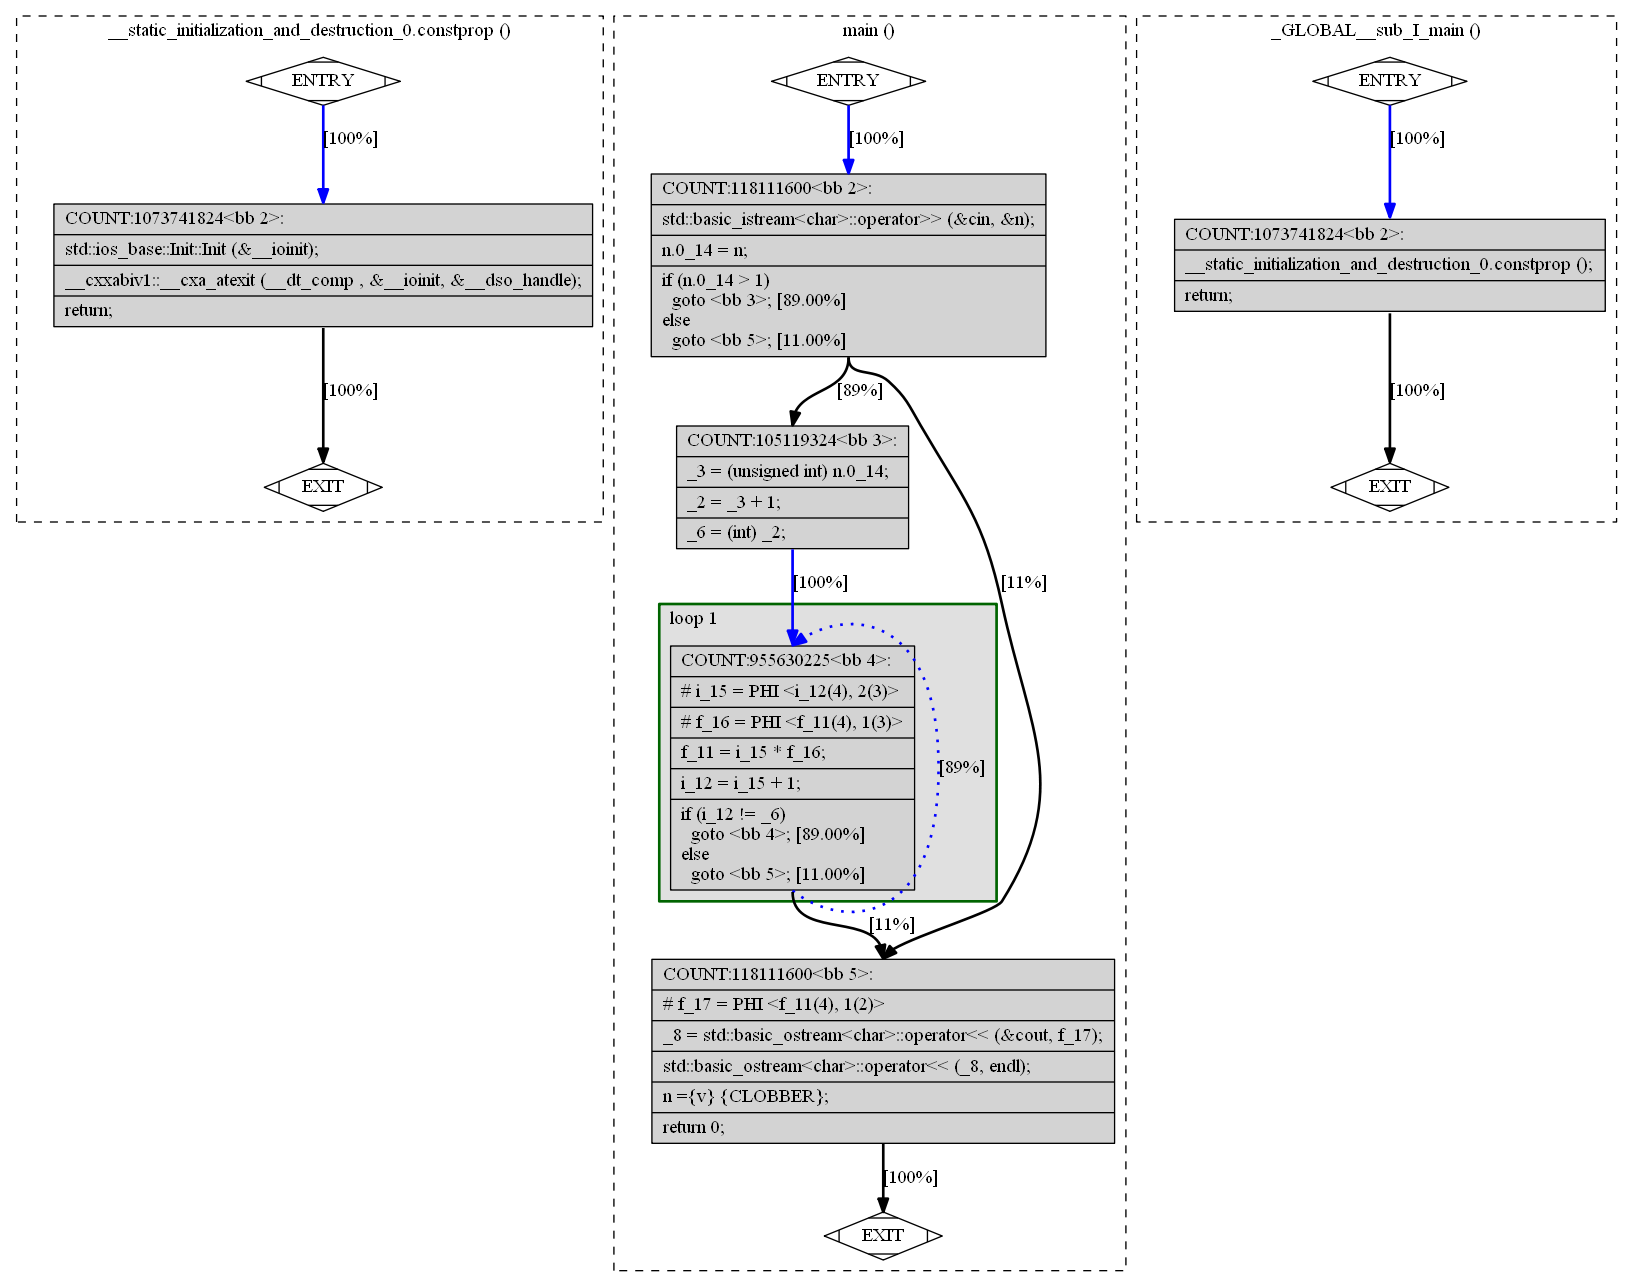 __static_initialization_and_destruction_0.constprop ()
ENTRY
[100%]
COUNT:1073741824<bb 2>:
std::ios_base::Init::Init (&__ioinit);
__cxxabiv1::__cxa_atexit (__dt_comp , &__ioinit, &__dso_handle);
return;
[100%]
EXIT
main ()
ENTRY
[100%]
COUNT:118111600<bb 2>:
std::basic_istream<char>::operator>> (&cin, &n);
n.0_14 = n;
if (n.0_14 > 1)
goto <bb 3>; [89.00%]
else
goto <bb 5>; [11.00%]
[89%]
COUNT:105119324<bb 3>:
_3 = (unsigned int) n.0_14;
_2 = _3 + 1;
_6 = (int) _2;
[100%]
[11%]
loop 1
COUNT:955630225<bb 4>:
# i_15 = PHI <i_12(4), 2(3)>
# f_16 = PHI <f_11(4), 1(3)>
f_11 = i_15 * f_16;
i_12 = i_15 + 1;
if (i_12 != _6)
goto <bb 4>; [89.00%]
else
goto <bb 5>; [11.00%]
[89%]
[11%]
COUNT:118111600<bb 5>:
# f_17 = PHI <f_11(4), 1(2)>
_8 = std::basic_ostream<char>::operator<< (&cout, f_17);
std::basic_ostream<char>::operator<< (_8, endl);
n ={v} {CLOBBER};
return 0;
[100%]
EXIT
_GLOBAL__sub_I_main ()
ENTRY
[100%]
COUNT:1073741824<bb 2>:
__static_initialization_and_destruction_0.constprop ();
return;
[100%]
EXIT